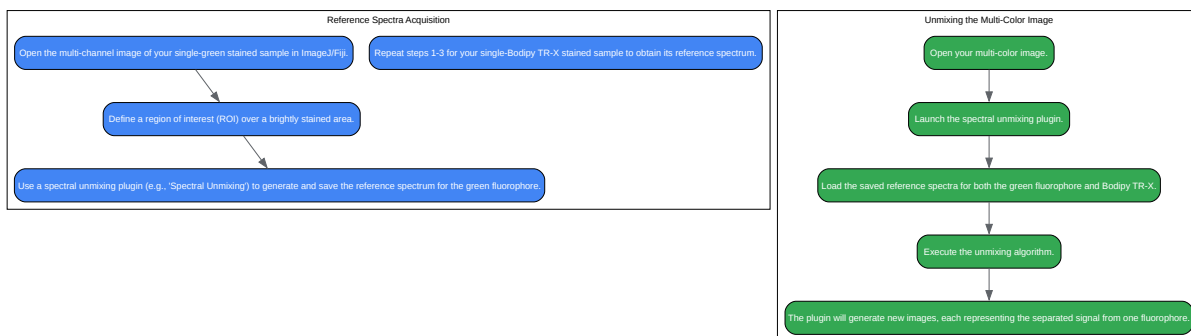 Reference Spectra Acquisition
Open the multi-channel image of your single-green stained sample in ImageJ/Fiji.
Repeat steps 1-3 for your single-Bodipy TR-X stained sample to obtain its reference spectrum.
Define a region of interest (ROI) over a brightly stained area.
Use a spectral unmixing plugin (e.g., 'Spectral Unmixing') to generate and save the reference spectrum for the green fluorophore.
Unmixing the Multi-Color Image
Open your multi-color image.
Launch the spectral unmixing plugin.
Load the saved reference spectra for both the green fluorophore and Bodipy TR-X.
Execute the unmixing algorithm.
The plugin will generate new images, each representing the separated signal from one fluorophore.